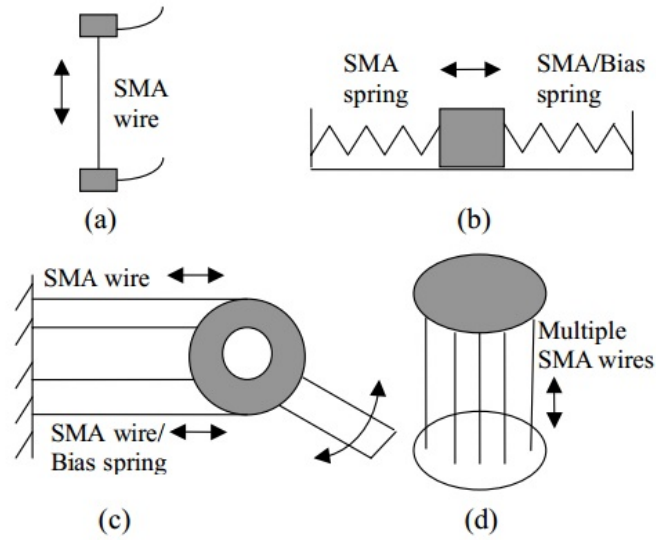 SMA
wire
(a)
SMA
spring
SMA/Bias
spring
(b)
SMA wire
SMA wire/
Bias spring
(c)
Multiple
SMA wires
(d)